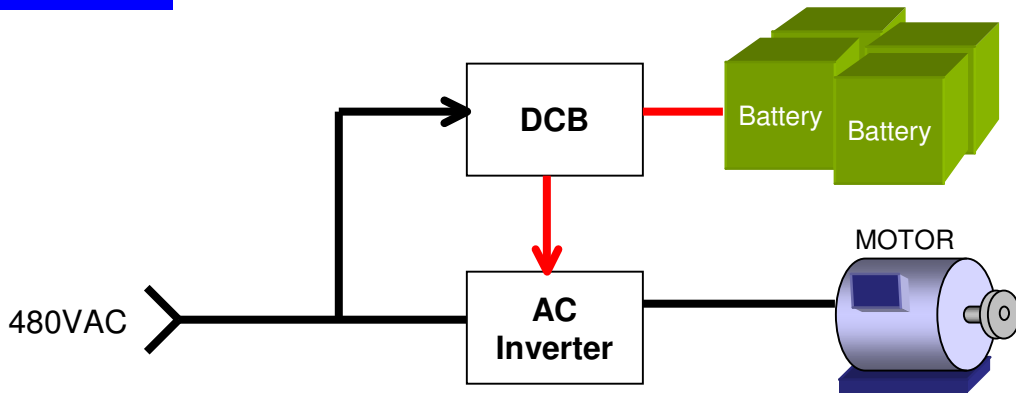 DCB
Battery
Battery
MOTOR
480VAC
AC
Inverter